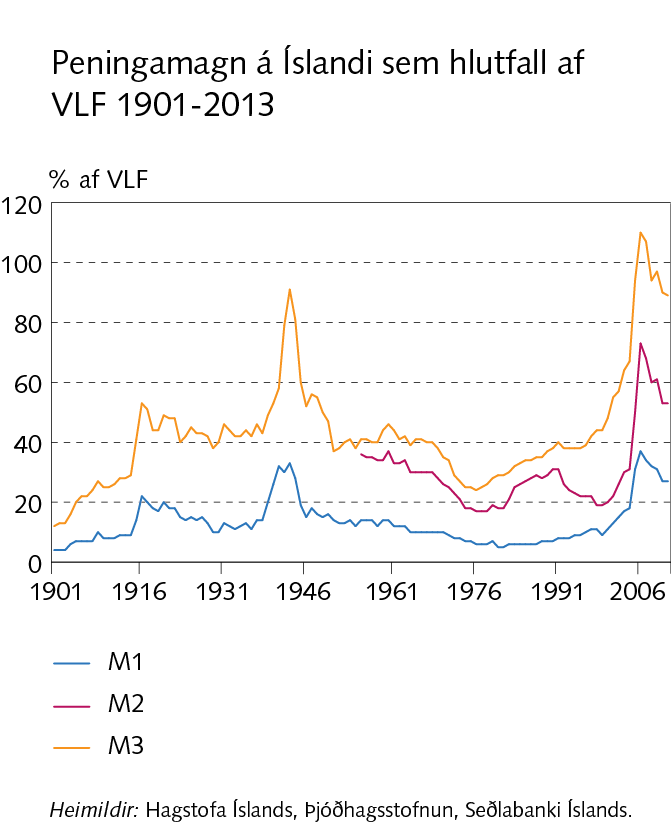 Peningamagn á Íslandi sem hlutfall af
VLF 1901-2013
% af VLF
120
100
80
60
40
20
0
1901 1916 1931 1946 1961 1976 1991 2006
M1
M2
M3
Heimildir: Hagstofa Íslands, Þjóðhagsstofnun, Seðlabanki Íslands.